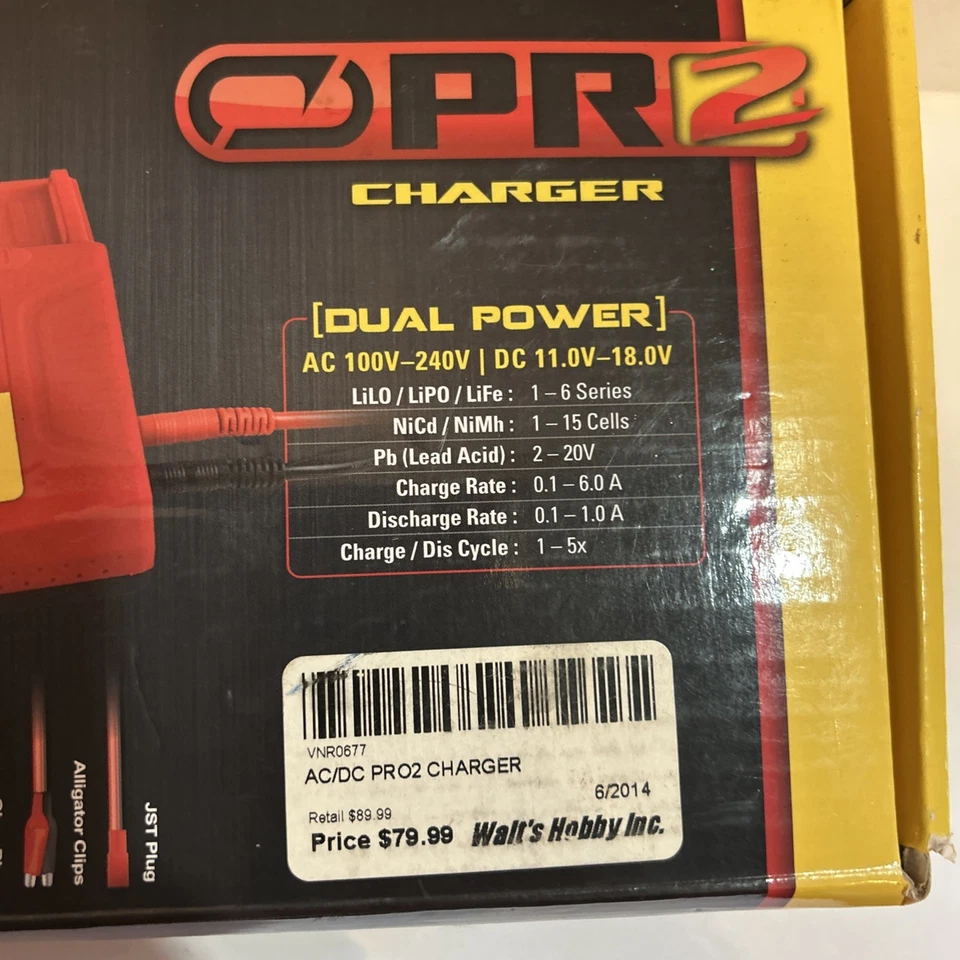 PR2
CHARGER
[DUAL POWER]
AC 100V–240V | DC 11.0V–18.0V
LiLO / LiPO / LiFe : 1 – 6 Series
NiCd / NiMh : 1 – 15 Cells
Pb (Lead Acid) : 2 – 20V
Charge Rate : 0.1 – 6.0 A
Discharge Rate : 0.1 – 1.0 A
Charge / Dis Cycle : 1 – 5x
Alligator Clips
JST Plug
VNR0677
AC/DC PRO2 CHARGER
6/2014
Retail $89.99
Price $79.99 Walt's Hobby Inc.